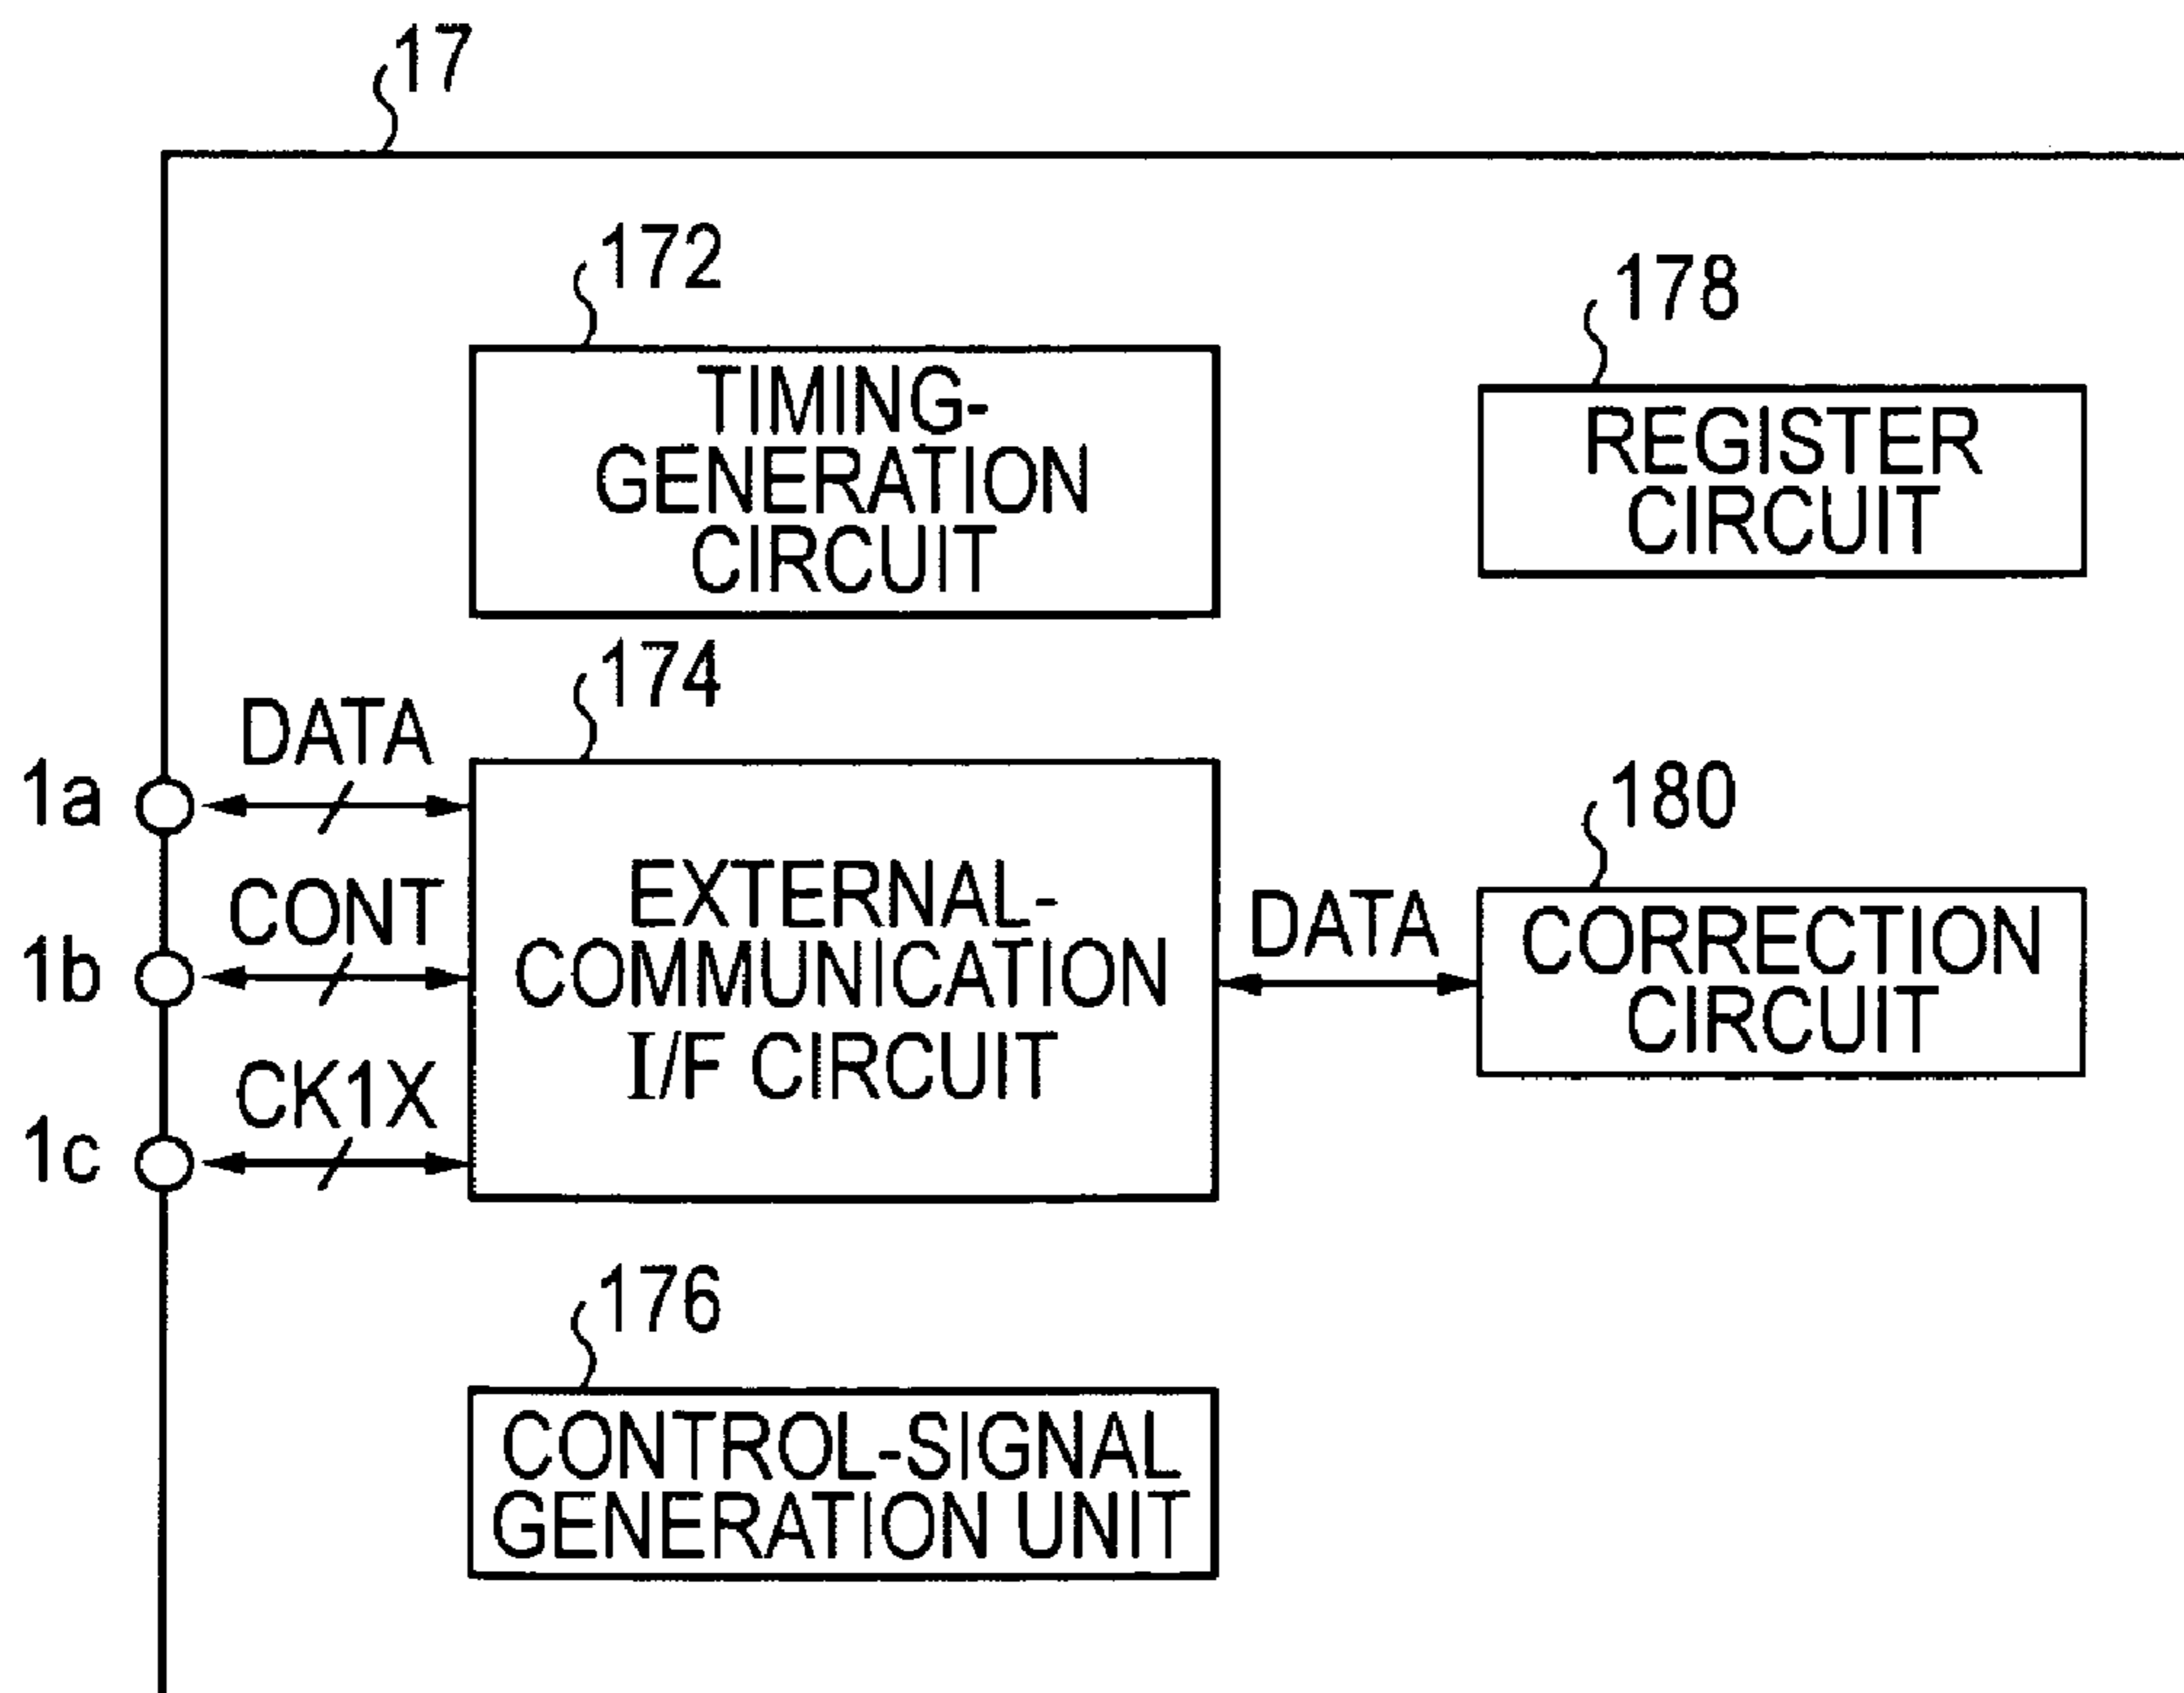 17
172
TIMING-
GENERATION
CIRCUIT
178
REGISTER
CIRCUIT
174
DATA
1a
CONT
1b
CK1X
1c
EXTERNAL-
COMMUNICATION
I/F CIRCUIT
DATA
180
CORRECTION
CIRCUIT
176
CONTROL-SIGNAL
GENERATION UNIT